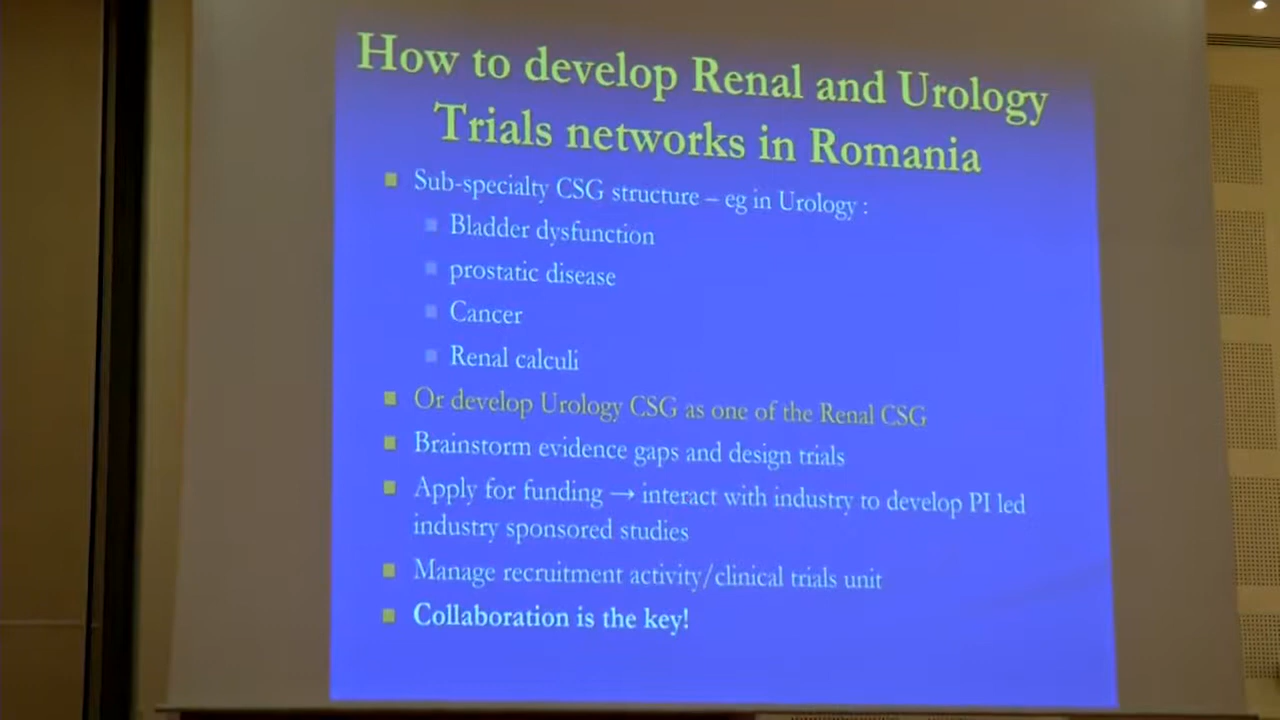 How to develop Renal and Urology
Trials networks in Romania
Sub-specialty CSG structure – eg in Urology :
Bladder dysfunction
prostatic disease
Cancer
Renal calculi
Or develop Urology CSG as one of the Renal CSG
Brainstorm evidence gaps and design trials
Apply for funding → interact with industry to develop PI led
industry sponsored studies
Manage recruitment activity/clinical trials unit
Collaboration is the key!